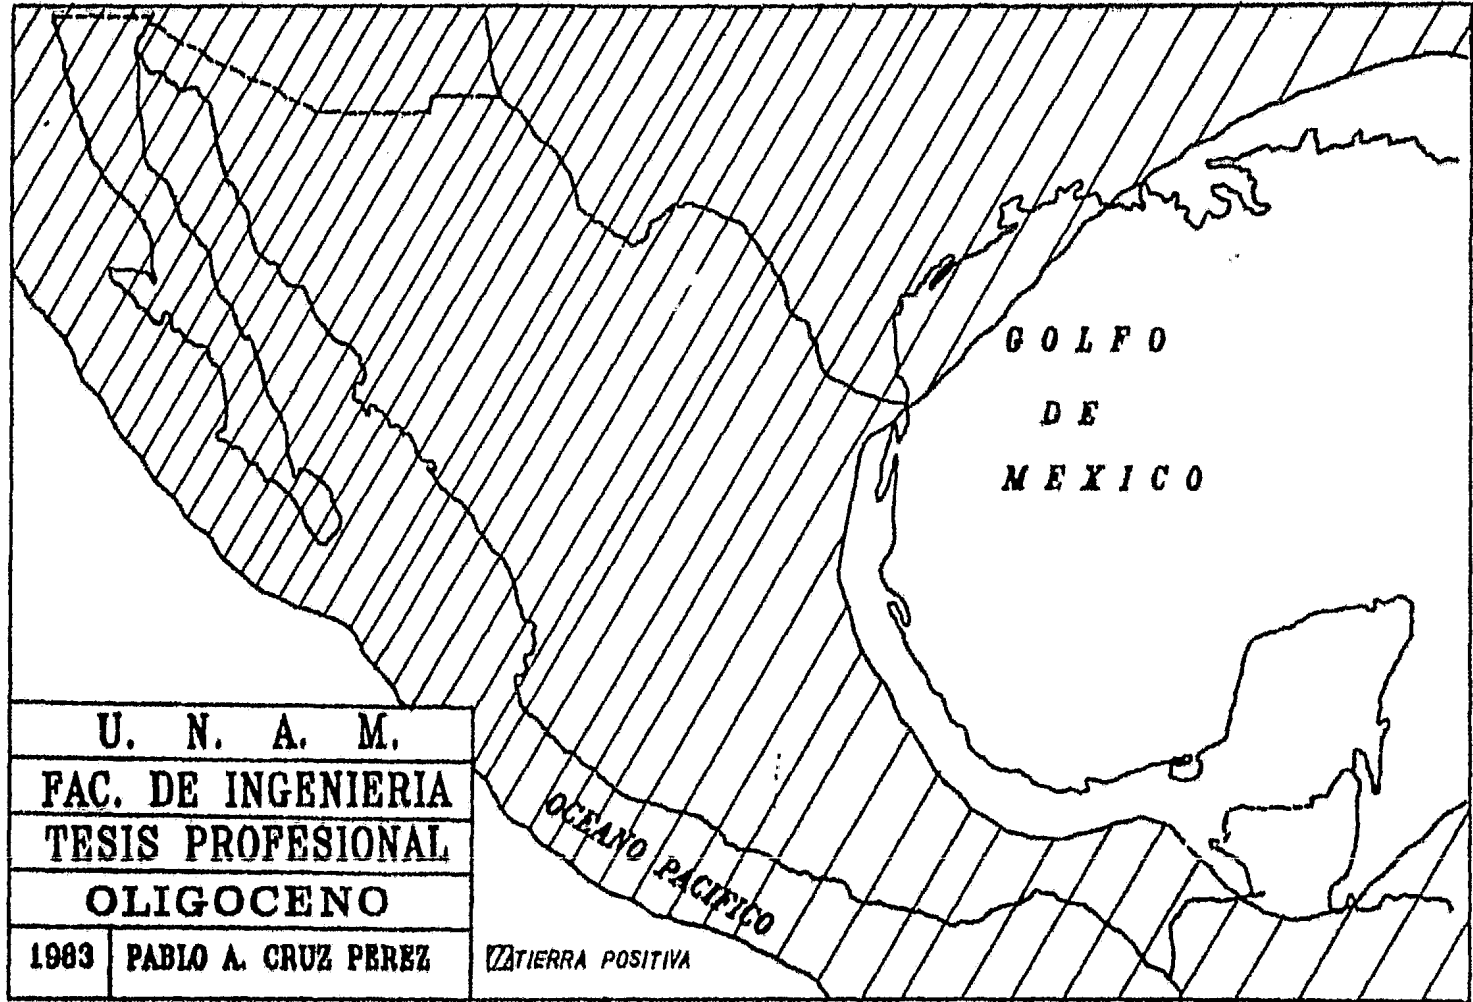 GOLFO
DE
MEXICO
OCEANO PACIFICO
U. N. A. M.
FAC. DE INGENIERIA
TESIS PROFESIONAL
OLIGOCENO
1983 PABLO A. CRUZ PEREZ
TIERRA POSITIVA